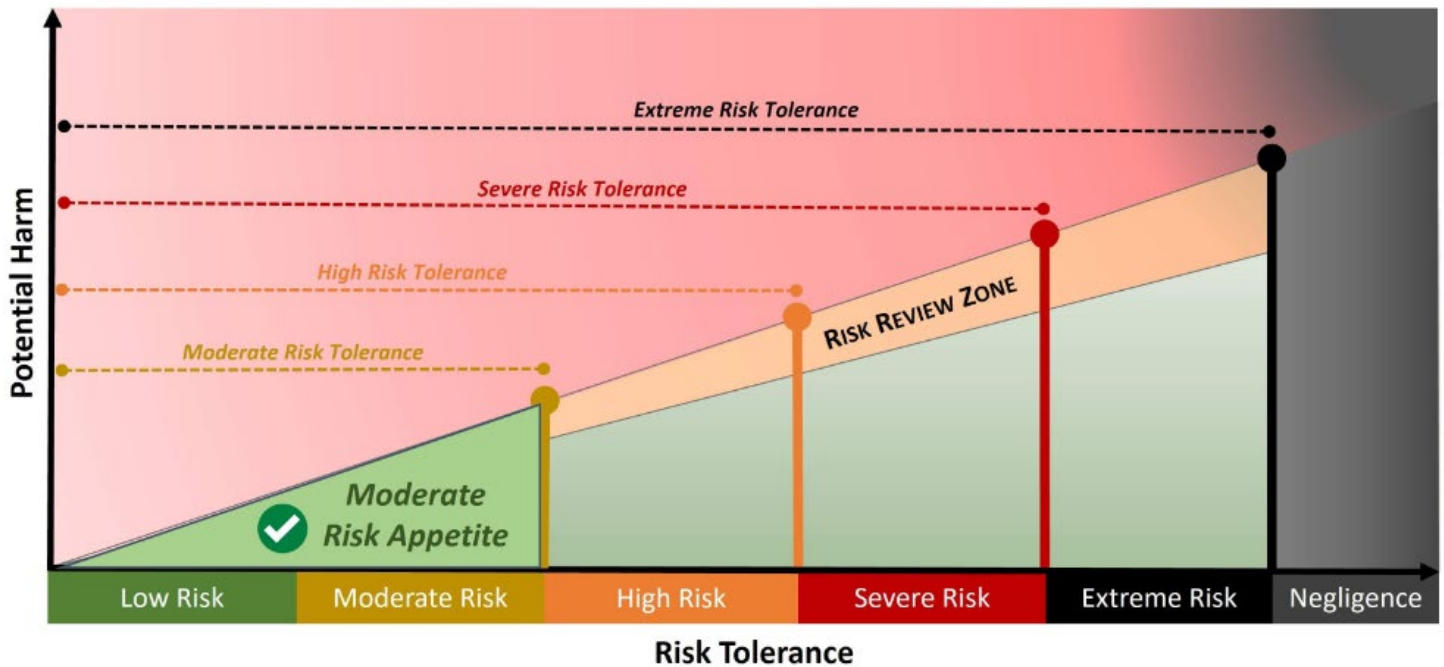 Extreme Risk Tolerance
Severe Risk Tolerance
High Risk Tolerance
Moderate Risk Tolerance
Potential Harm
RISK REVIEW ZONE
Moderate
Risk Appetite
Low Risk
Moderate Risk
High Risk
Severe Risk
Extreme Risk
Negligence
Risk Tolerance